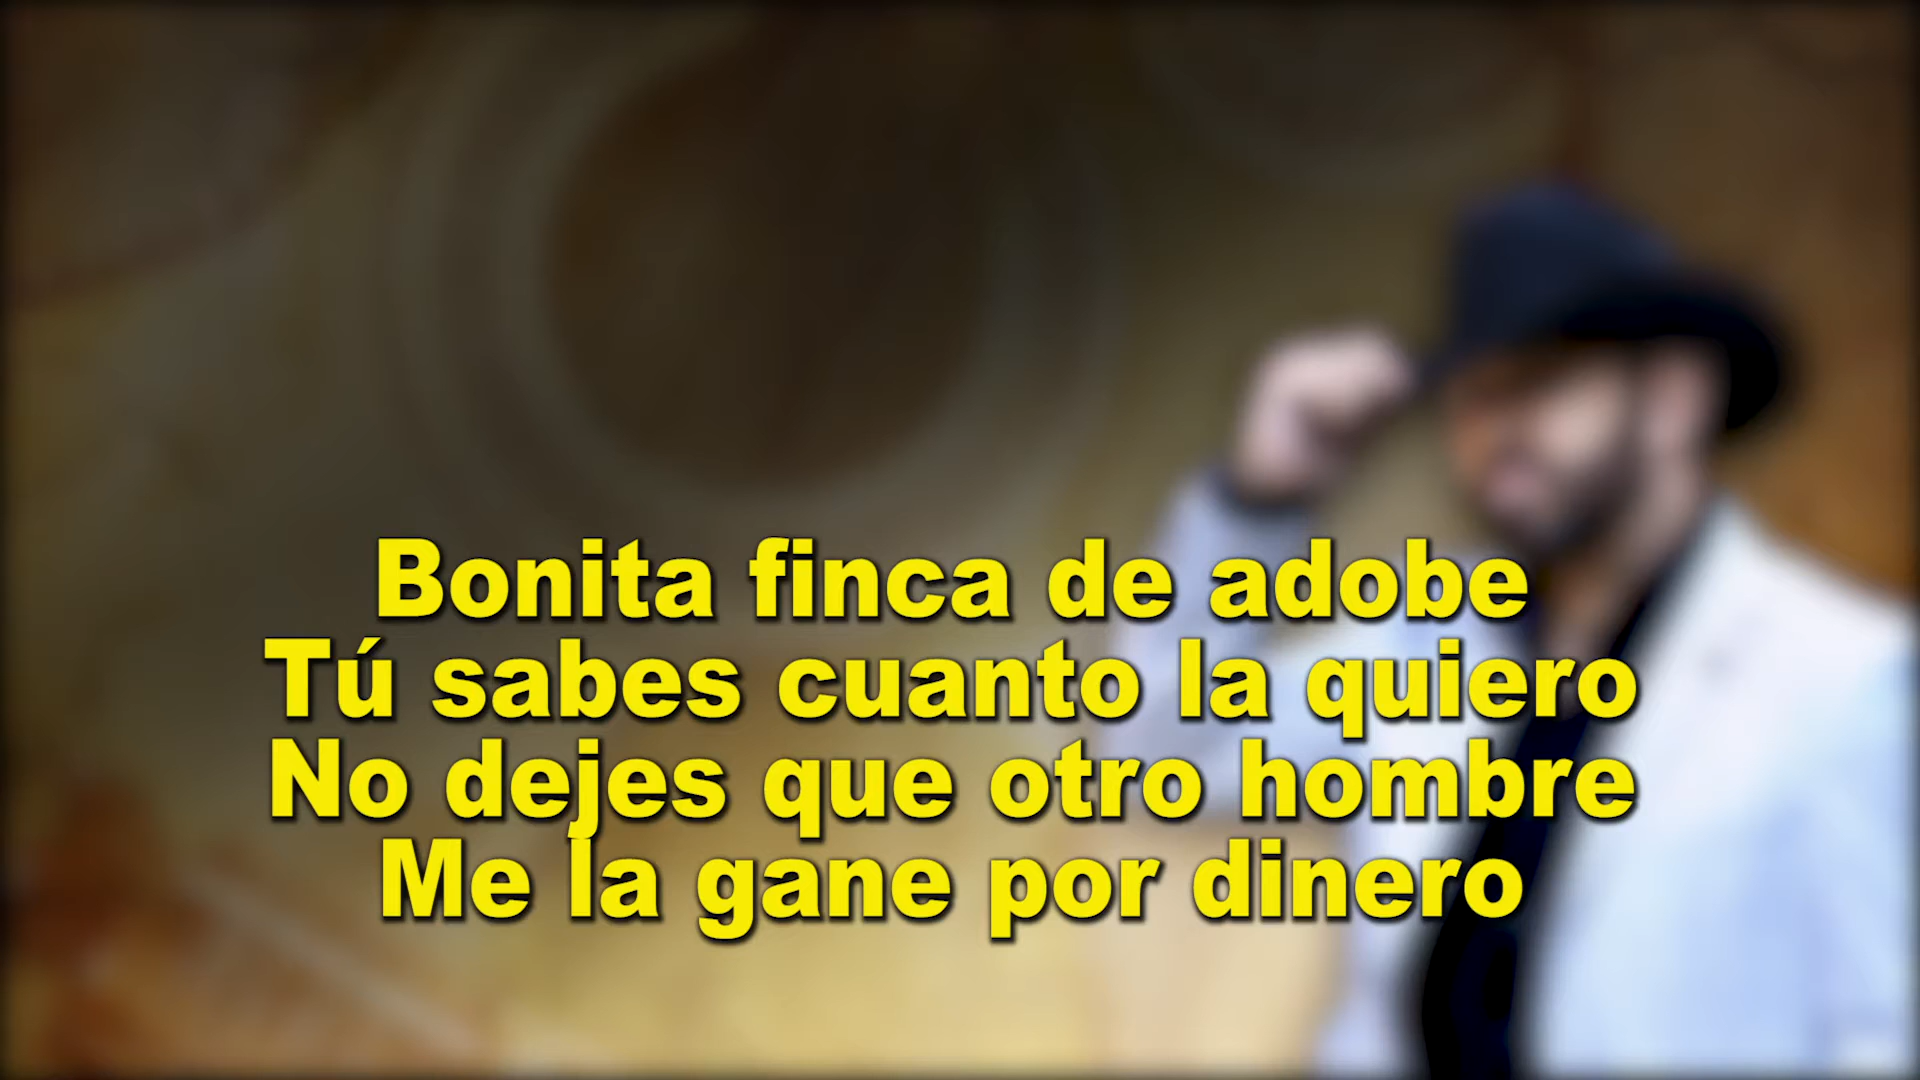 Bonita finca de adobe
Tú sabes cuanto la quiero
No dejes que otro hombre
Me la gane por dinero